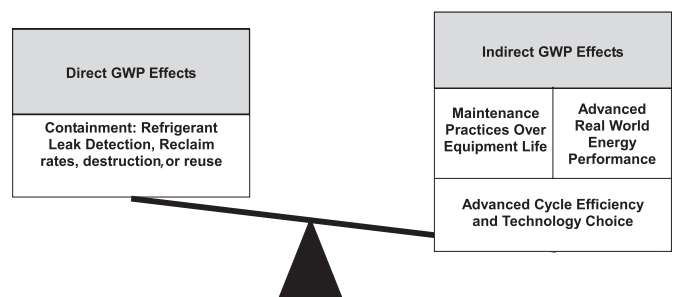 Direct GWP Effects
Containment: Refrigerant
Leak Detection, Reclaim
rates, destruction, or reuse
Indirect GWP Effects
Maintenance
Practices Over
Equipment Life
Advanced
Real World
Energy
Performance
Advanced Cycle Efficiency
and Technology Choice